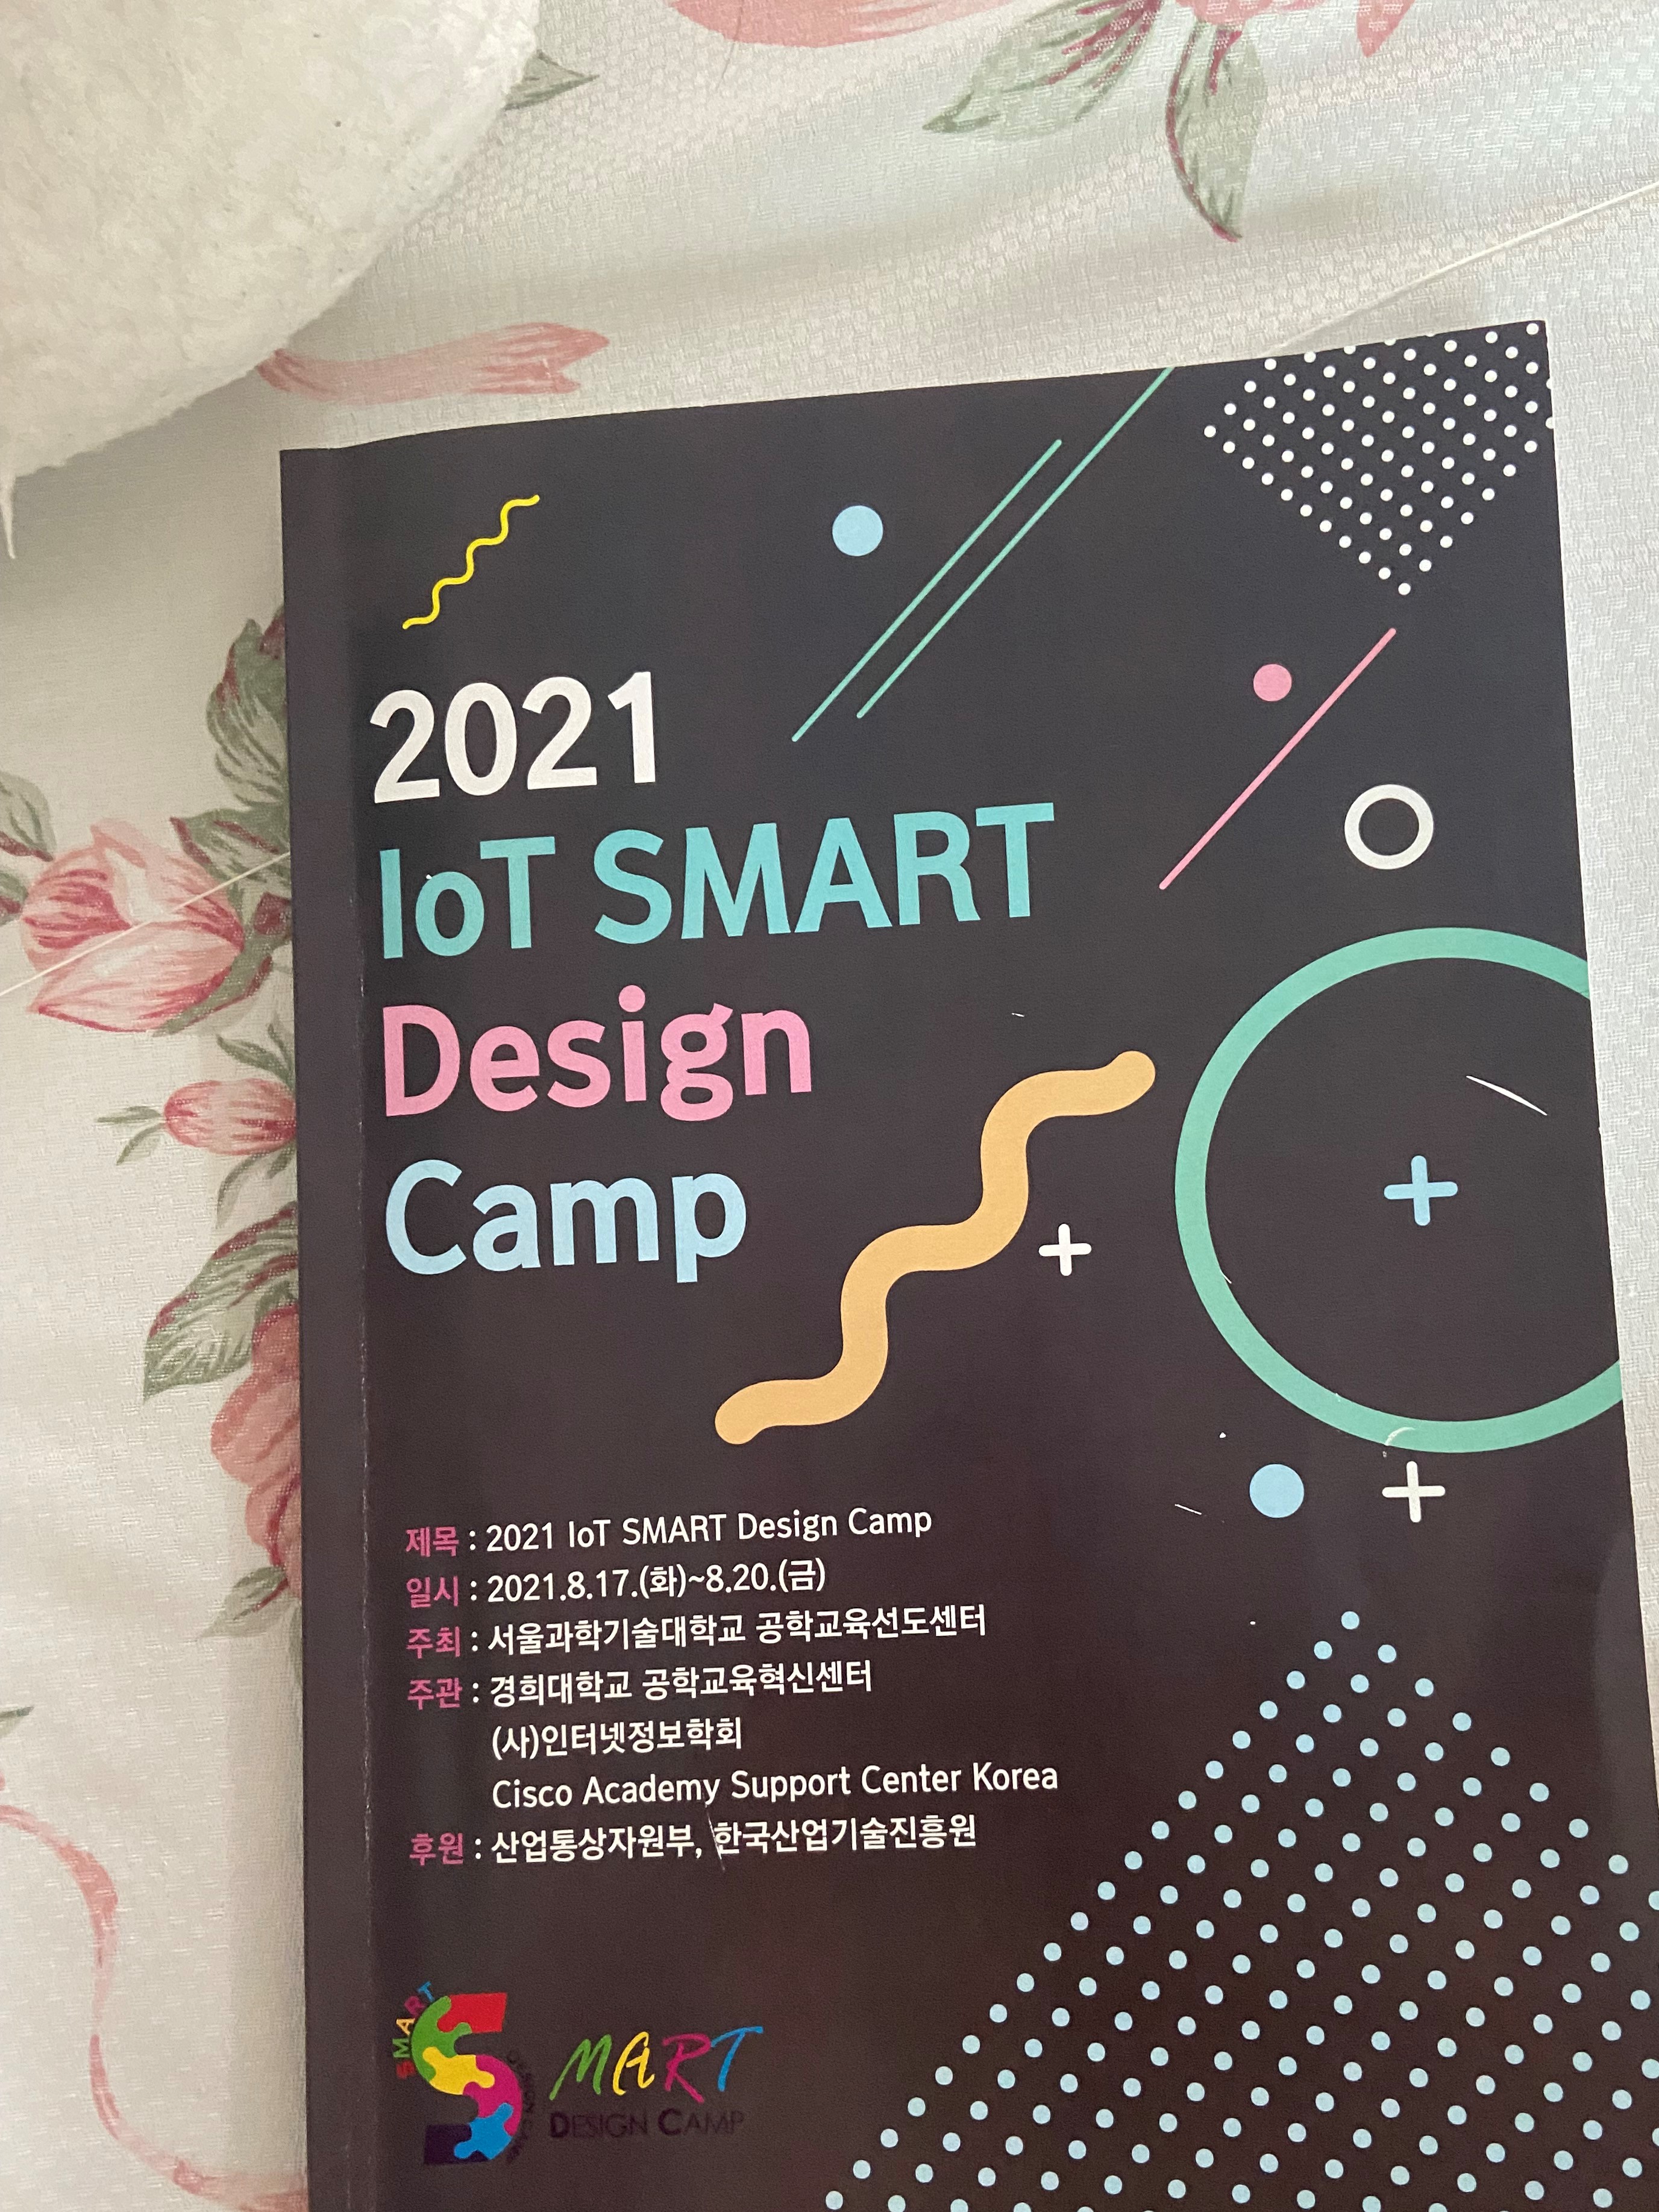 2021
IoT SMART
Design
Camp
제목 : 2021 IoT SMART Design Camp
일시 : 2021.8.17.(화)~8.20.(금)
주최 : 서울과학기술대학교 공학교육선도센터
주관 : 경희대학교 공학교육혁신센터
(사)인터넷정보학회
Cisco Academy Support Center Korea
후원 : 산업통상자원부, 한국산업기술진흥원
SMART
DESIGN CAMP
MART
DESIGN CAMP